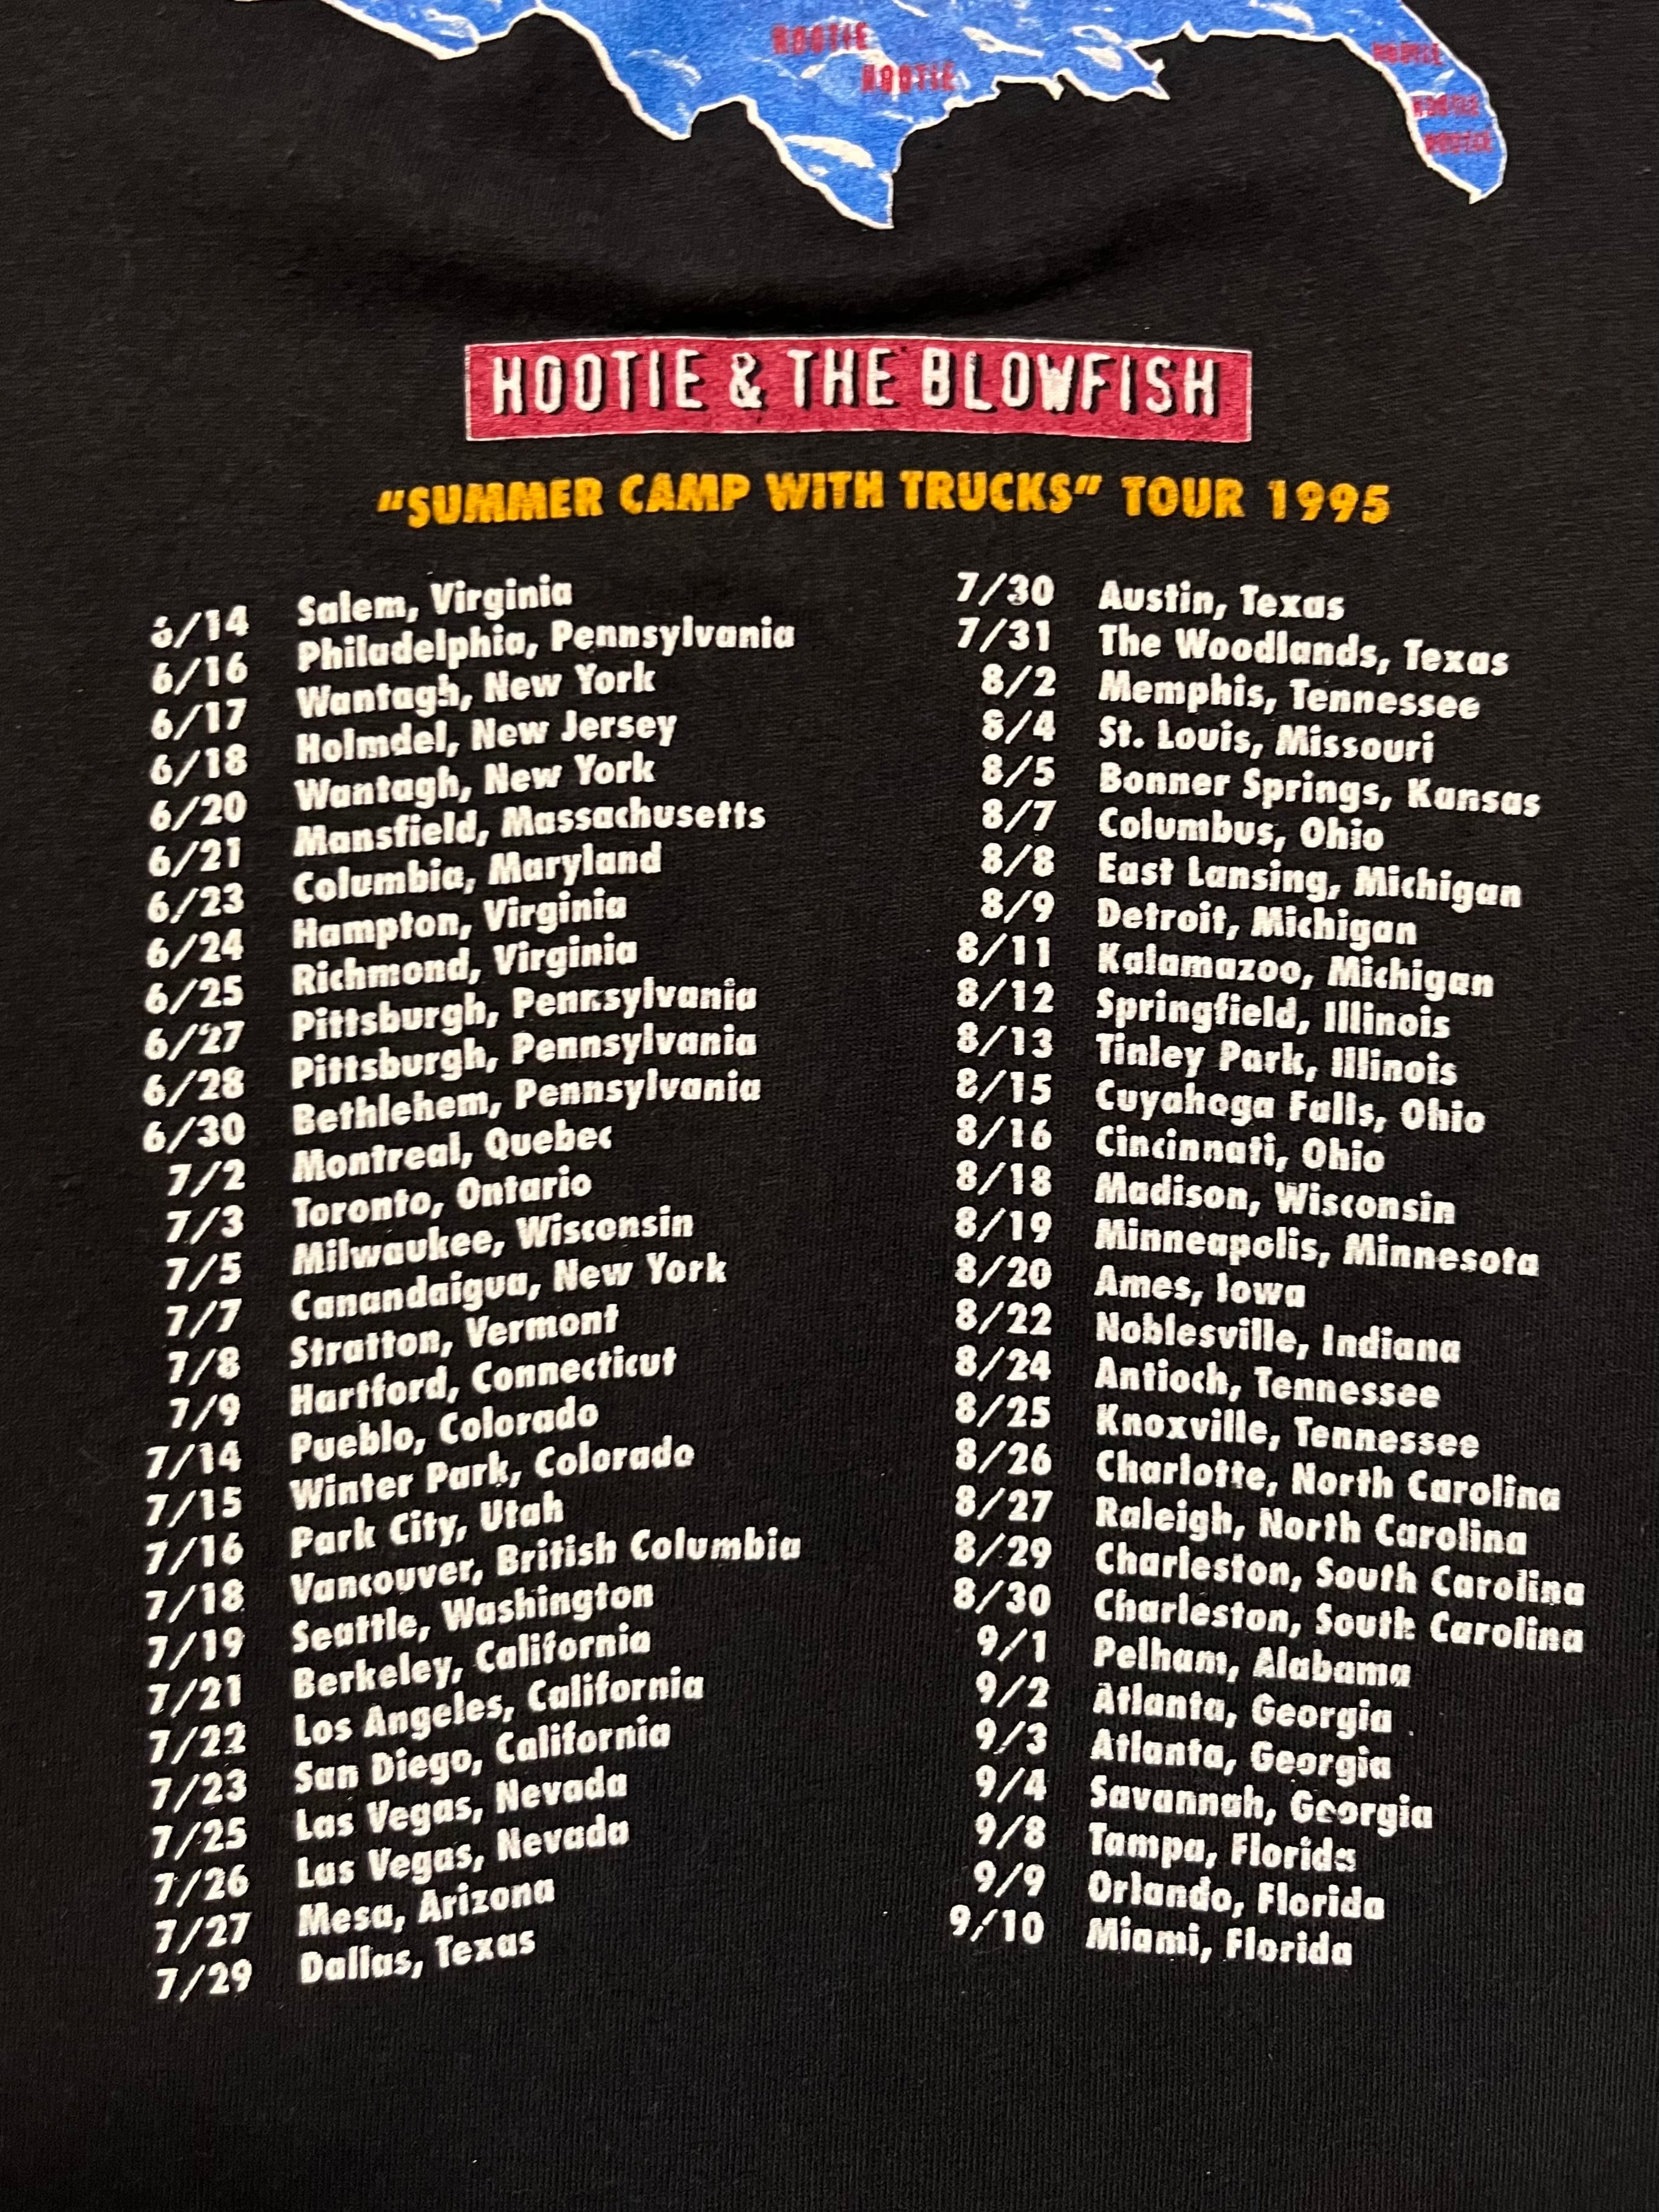 HOOTIE
HOOTIE
HOOTIE
HOOTIE
HOOTIE
HOOTIE & THE BLOWFISH
"SUMMER CAMP WITH TRUCKS" TOUR 1995
6/14 Salem, Virginia
6/16 Philadelphia, Pennsylvania
6/17 Wantagh, New York
6/18 Holmdel, New Jersey
6/20 Wantagh, New York
6/21 Mansfield, Massachusetts
6/23 Columbia, Maryland
6/24 Hampton, Virginia
6/25 Richmond, Virginia
6/27 Pittsburgh, Pennsylvania
6/28 Pittsburgh, Pennsylvania
6/30 Bethlehem, Pennsylvania
7/2 Montreal, Quebec
7/3 Toronto, Ontario
7/5 Milwaukee, Wisconsin
7/7 Canandaigua, New York
7/8 Stratton, Vermont
7/9 Hartford, Connecticut
7/14 Pueblo, Colorado
7/15 Winter Park, Colorado
7/16 Park City, Utah
7/18 Vancouver, British Columbia
7/19 Seattle, Washington
7/21 Berkeley, California
7/22 Los Angeles, California
7/23 San Diego, California
7/25 Las Vegas, Nevada
7/26 Las Vegas, Nevada
7/27 Mesa, Arizona
7/29 Dallas, Texas
7/30 Austin, Texas
7/31 The Woodlands, Texas
8/2 Memphis, Tennessee
8/4 St. Louis, Missouri
8/5 Bonner Springs, Kansas
8/7 Columbus, Ohio
8/8 East Lansing, Michigan
8/9 Detroit, Michigan
8/11 Kalamazoo, Michigan
8/12 Springfield, Illinois
8/13 Tinley Park, Illinois
8/15 Cuyahoga Falls, Ohio
8/16 Cincinnati, Ohio
8/18 Madison, Wisconsin
8/19 Minneapolis, Minnesota
8/20 Ames, Iowa
8/22 Noblesville, Indiana
8/24 Antioch, Tennessee
8/25 Knoxville, Tennessee
8/26 Charlotte, North Carolina
8/27 Raleigh, North Carolina
8/29 Charleston, South Carolina
8/30 Charleston, South Carolina
9/1 Pelham, Alabama
9/2 Atlanta, Georgia
9/3 Atlanta, Georgia
9/4 Savannah, Georgia
9/8 Tampa, Florida
9/9 Orlando, Florida
9/10 Miami, Florida